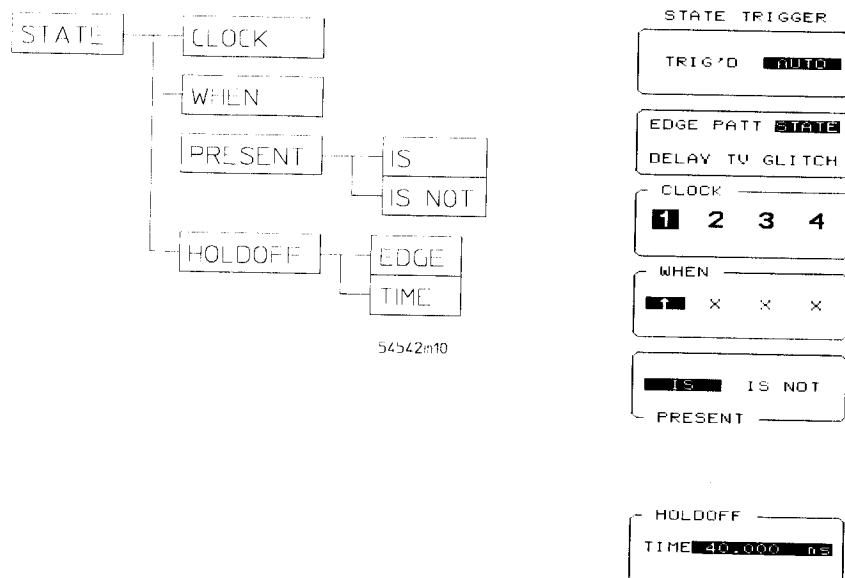 STATE
CLOCK
WHEN
PRESENT
IS
IS NOT
HOLDOFF
EDGE
TIME
54542m10
STATE TRIGGER
TRIG'D AUTO
EDGE PATT STATE
DELAY TV GLITCH
CLOCK
1 2 3 4
WHEN
↑ X X X
IS IS NOT
PRESENT
HOLDOFF
TIME 40.000 ns